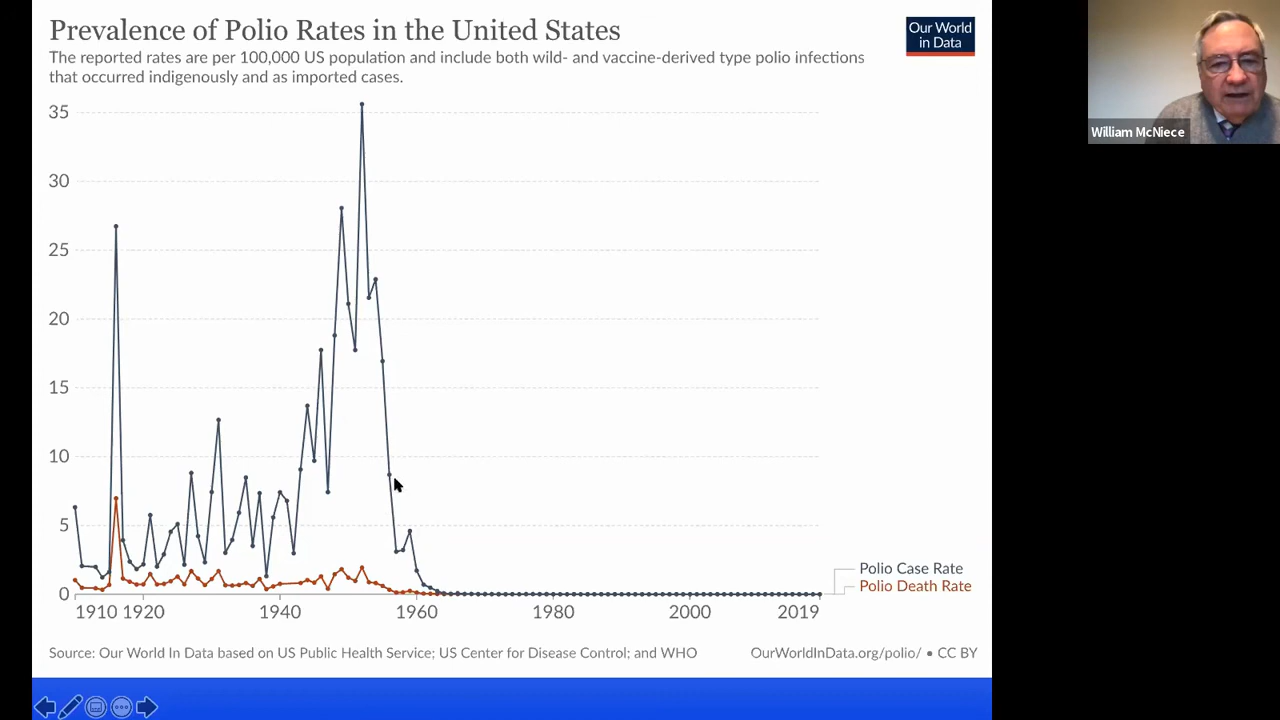 Prevalence of Polio Rates in the United States
The reported rates are per 100,000 US population and include both wild- and vaccine-derived type polio infections
that occurred indigenously and as imported cases.
Our World
in Data
William McNiece
35
30
25
20
15
10
5
0
1910 1920 1940 1960 1980 2000 2019
Polio Case Rate
Polio Death Rate
Source: Our World In Data based on US Public Health Service; US Center for Disease Control; and WHO
OurWorldInData.org/polio/ • CC BY